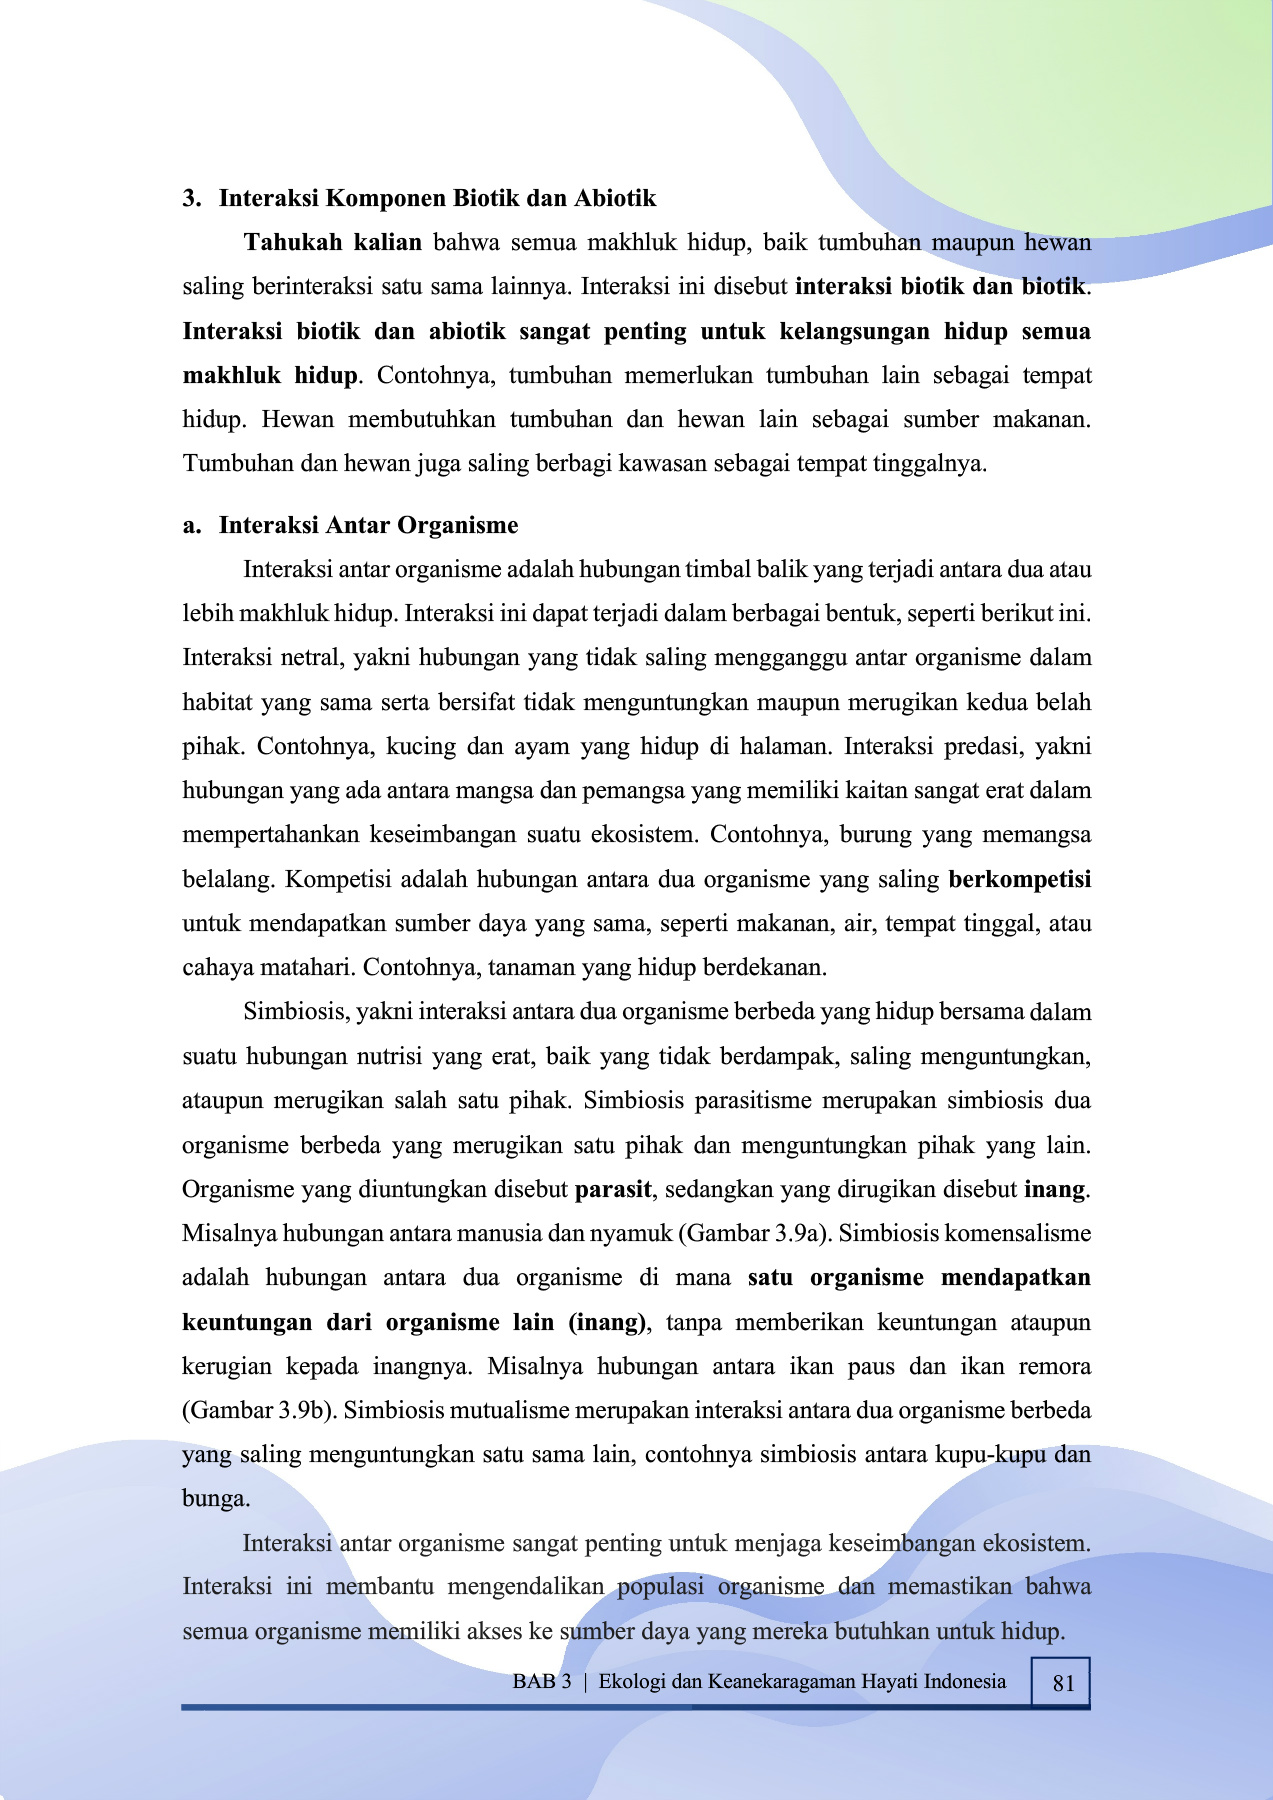 3. Interaksi Komponen Biotik dan Abiotik
Tahukah kalian bahwa semua makhluk hidup, baik tumbuhan maupun hewan
saling berinteraksi satu sama lainnya. Interaksi ini disebut interaksi biotik dan biotik.
Interaksi biotik dan abiotik sangat penting untuk kelangsungan hidup semua
makhluk hidup. Contohnya, tumbuhan memerlukan tumbuhan lain sebagai tempat
hidup. Hewan membutuhkan tumbuhan dan hewan lain sebagai sumber makanan.
Tumbuhan dan hewan juga saling berbagi kawasan sebagai tempat tinggalnya.
a. Interaksi Antar Organisme
Interaksi antar organisme adalah hubungan timbal balik yang terjadi antara dua atau
lebih makhluk hidup. Interaksi ini dapat terjadi dalam berbagai bentuk, seperti berikut ini.
Interaksi netral, yakni hubungan yang tidak saling mengganggu antar organisme dalam
habitat yang sama serta bersifat tidak menguntungkan maupun merugikan kedua belah
pihak. Contohnya, kucing dan ayam yang hidup di halaman. Interaksi predasi, yakni
hubungan yang ada antara mangsa dan pemangsa yang memiliki kaitan sangat erat dalam
mempertahankan keseimbangan suatu ekosistem. Contohnya, burung yang memangsa
belalang. Kompetisi adalah hubungan antara dua organisme yang saling berkompetisi
untuk mendapatkan sumber daya yang sama, seperti makanan, air, tempat tinggal, atau
cahaya matahari. Contohnya, tanaman yang hidup berdekanan.
Simbiosis, yakni interaksi antara dua organisme berbeda yang hidup bersama dalam
suatu hubungan nutrisi yang erat, baik yang tidak berdampak, saling menguntungkan,
ataupun merugikan salah satu pihak. Simbiosis parasitisme merupakan simbiosis dua
organisme berbeda yang merugikan satu pihak dan menguntungkan pihak yang lain.
Organisme yang diuntungkan disebut parasit, sedangkan yang dirugikan disebut inang.
Misalnya hubungan antara manusia dan nyamuk (Gambar 3.9a). Simbiosis komensalisme
adalah hubungan antara dua organisme di mana satu organisme mendapatkan
keuntungan dari organisme lain (inang), tanpa memberikan keuntungan ataupun
kerugian kepada inangnya. Misalnya hubungan antara ikan paus dan ikan remora
(Gambar 3.9b). Simbiosis mutualisme merupakan interaksi antara dua organisme berbeda
yang saling menguntungkan satu sama lain, contohnya simbiosis antara kupu-kupu dan
bunga.
Interaksi antar organisme sangat penting untuk menjaga keseimbangan ekosistem.
Interaksi ini membantu mengendalikan populasi organisme dan memastikan bahwa
semua organisme memiliki akses ke sumber daya yang mereka butuhkan untuk hidup.
BAB 3 | Ekologi dan Keanekaragaman Hayati Indonesia 81